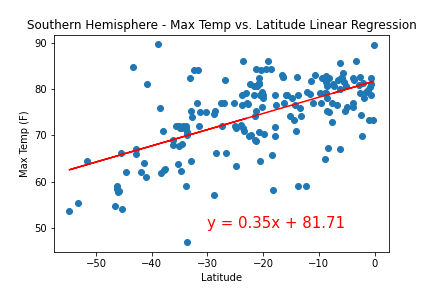 Southern Hemisphere - Max Temp vs. Latitude Linear Regression
90
80
70
60
50
Max Temp (F)
y = 0.35x + 81.71
−50
−40
−30
−20
−10
0
Latitude